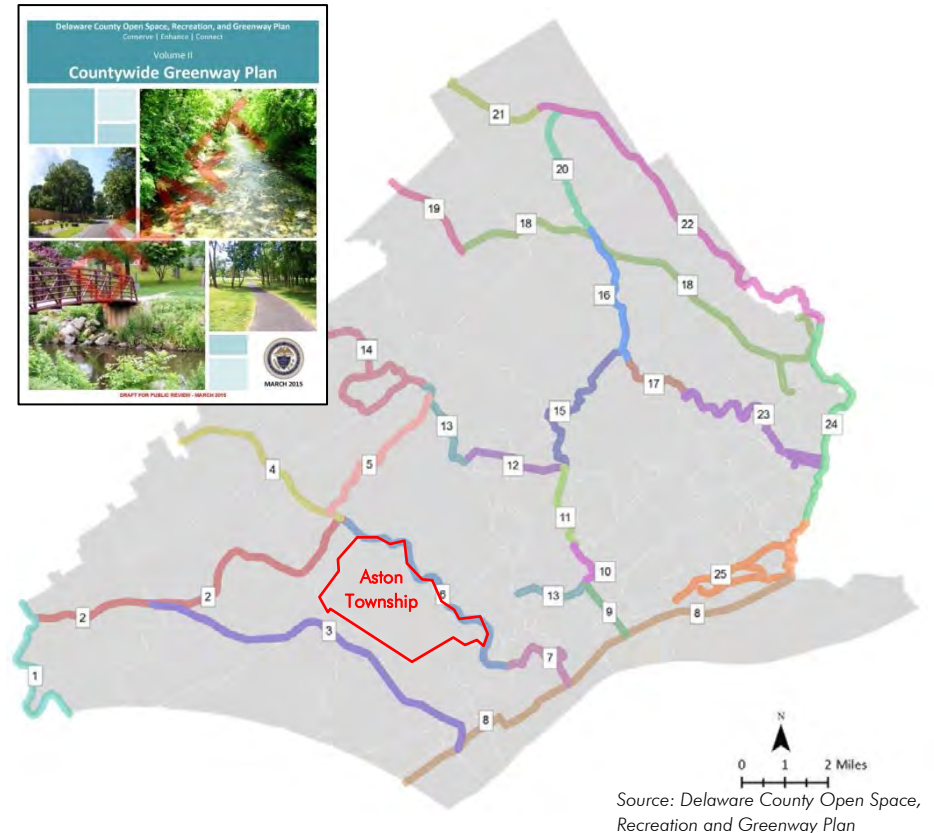 Delaware County Open Space, Recreation, and Greenway Plan
Conserve | Enhance | Connect
Volume II
Countywide Greenway Plan
DRAFT
MARCH 2015
DRAFT FOR PUBLIC REVIEW - MARCH 2015
21
20
19
18
22
18
16
14
17
15
23
24
13
5
12
4
11
Aston
Township
6
10
25
13
2
9
8
2
3
7
1
8
N
0 1 2 Miles
Source: Delaware County Open Space,
Recreation and Greenway Plan